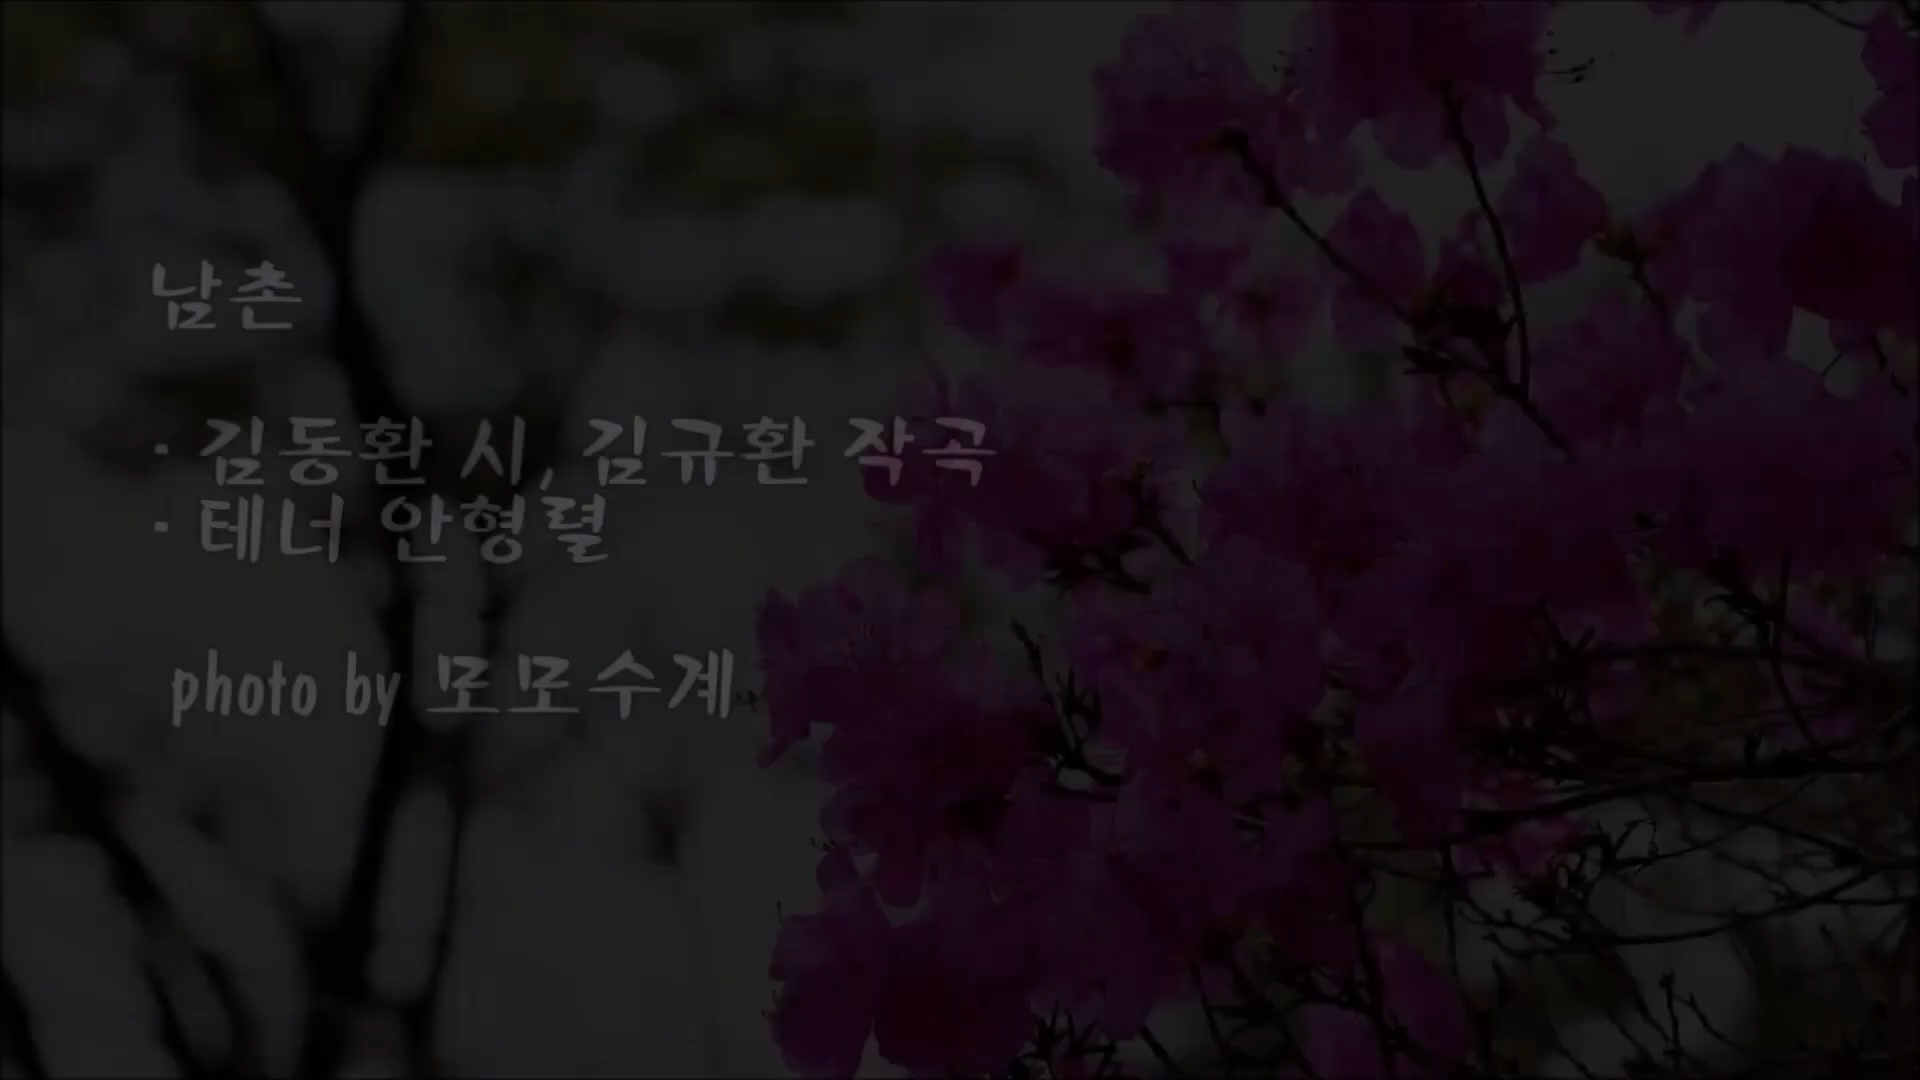 남촌
· 김동환 시, 김규환 작곡
· 테너 안형렬
photo by 모모수계